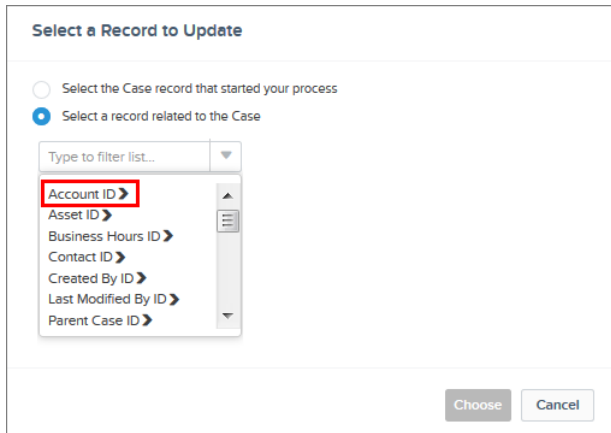 Select a Record to Update
Select the Case record that started your process
Select a record related to the Case
Type to filter list...
Account ID
Asset ID
Business Hours ID
Contact ID
Created By ID
Last Modified By ID
Parent Case ID
Choose
Cancel